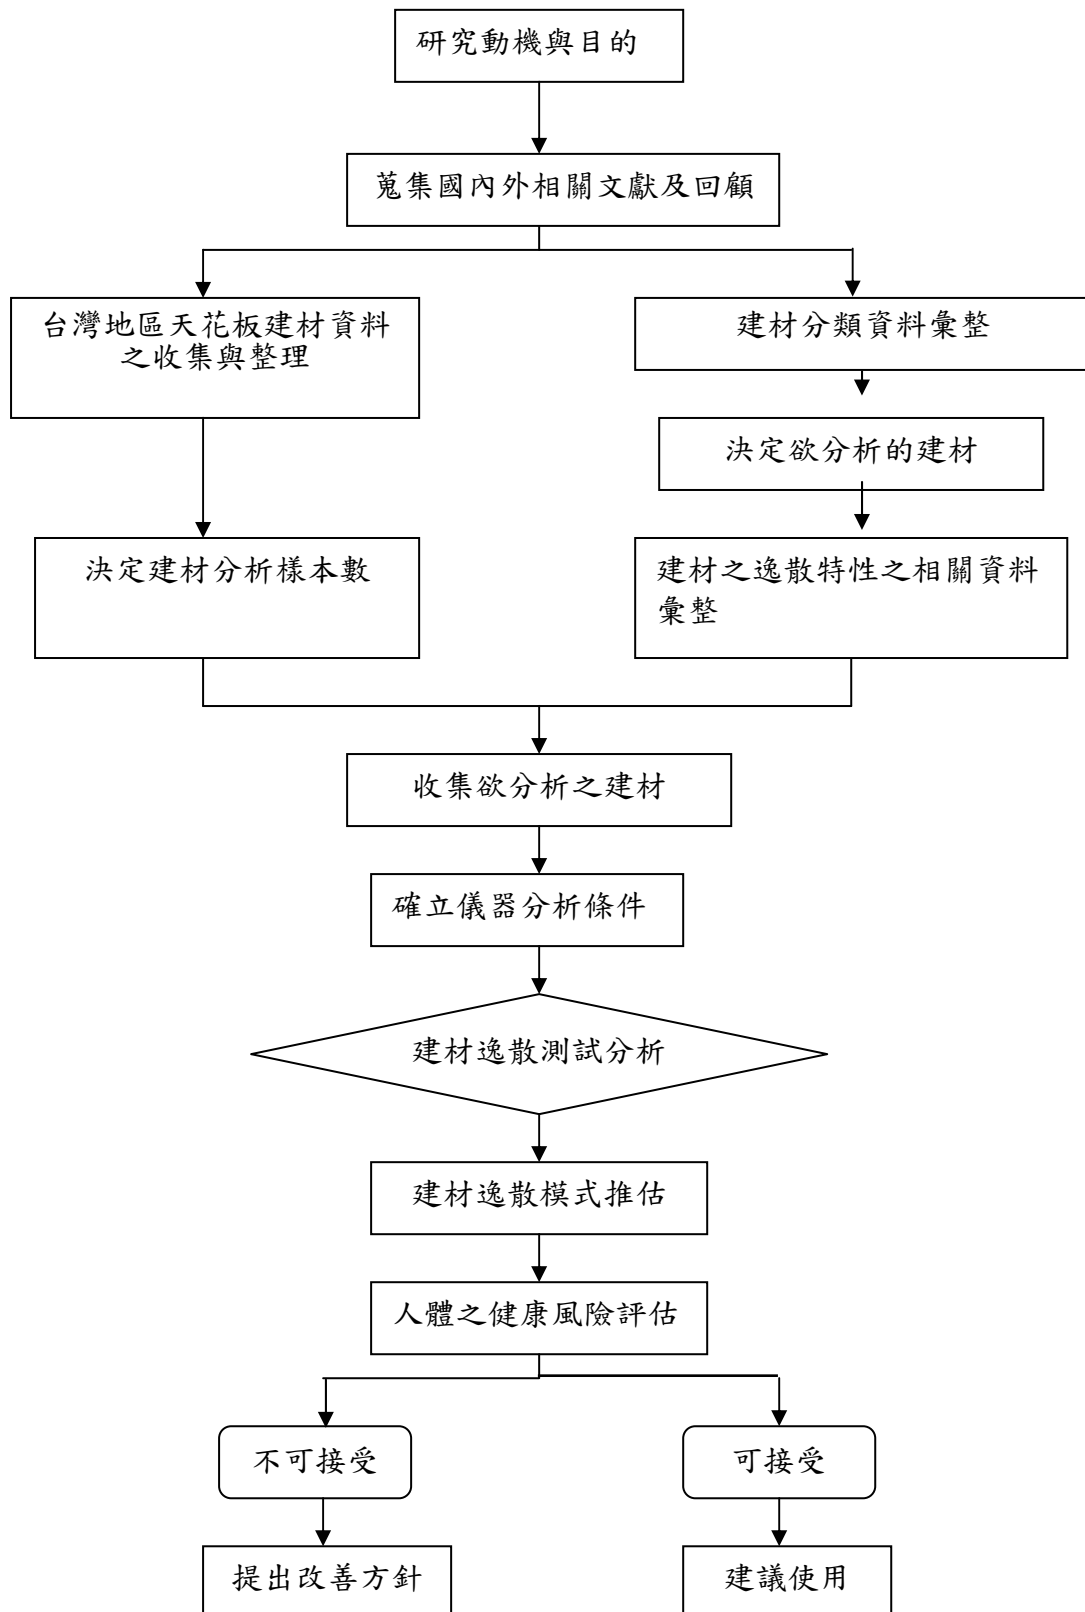 研究動機與目的
蒐集國內外相關文獻及回顧
台灣地區天花板建材資料
之收集與整理
建材分類資料彙整
決定欲分析的建材
決定建材分析樣本數
建材之逸散特性之相關資料
彙整
收集欲分析之建材
確立儀器分析條件
建材逸散測試分析
建材逸散模式推估
人體之健康風險評估
不可接受
可接受
提出改善方針
建議使用